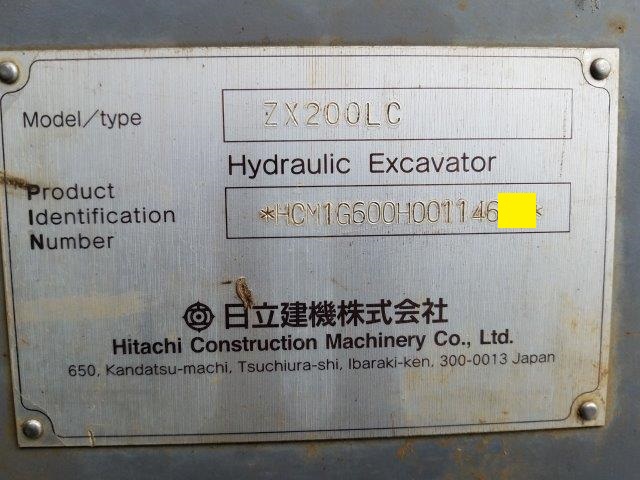 Model/type ZX200LC
Hydraulic Excavator
Product
Identification
Number
*HCM1G600H001146 *
日立建機株式会社
Hitachi Construction Machinery Co., Ltd.
650, Kandatsu-machi, Tsuchiura-shi, Ibaraki-ken, 300-0013 Japan